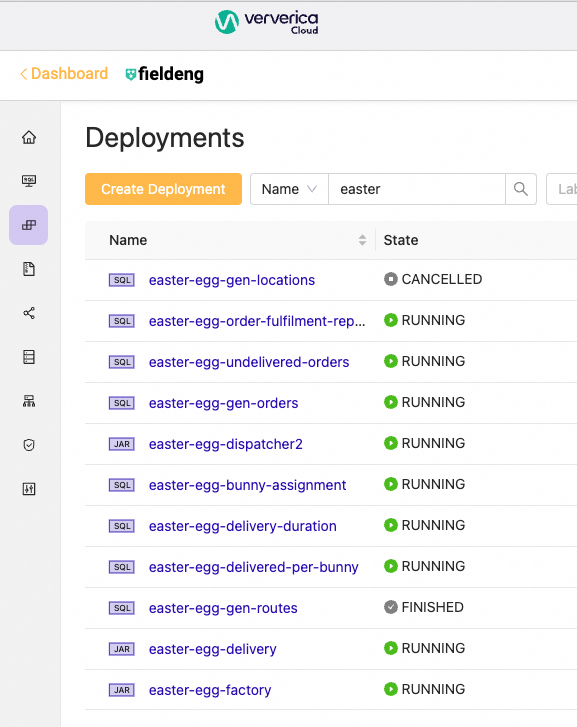 ververica
Cloud
Dashboard fieldeng
Deployments
Create Deployment Name easter Lab
Name State
SQL easter-egg-gen-locations CANCELLED
SQL easter-egg-order-fulfilment-rep... RUNNING
SQL easter-egg-undelivered-orders RUNNING
SQL easter-egg-gen-orders RUNNING
JAR easter-egg-dispatcher2 RUNNING
SQL easter-egg-bunny-assignment RUNNING
SQL easter-egg-delivery-duration RUNNING
SQL easter-egg-delivered-per-bunny RUNNING
SQL easter-egg-gen-routes FINISHED
JAR easter-egg-delivery RUNNING
JAR easter-egg-factory RUNNING